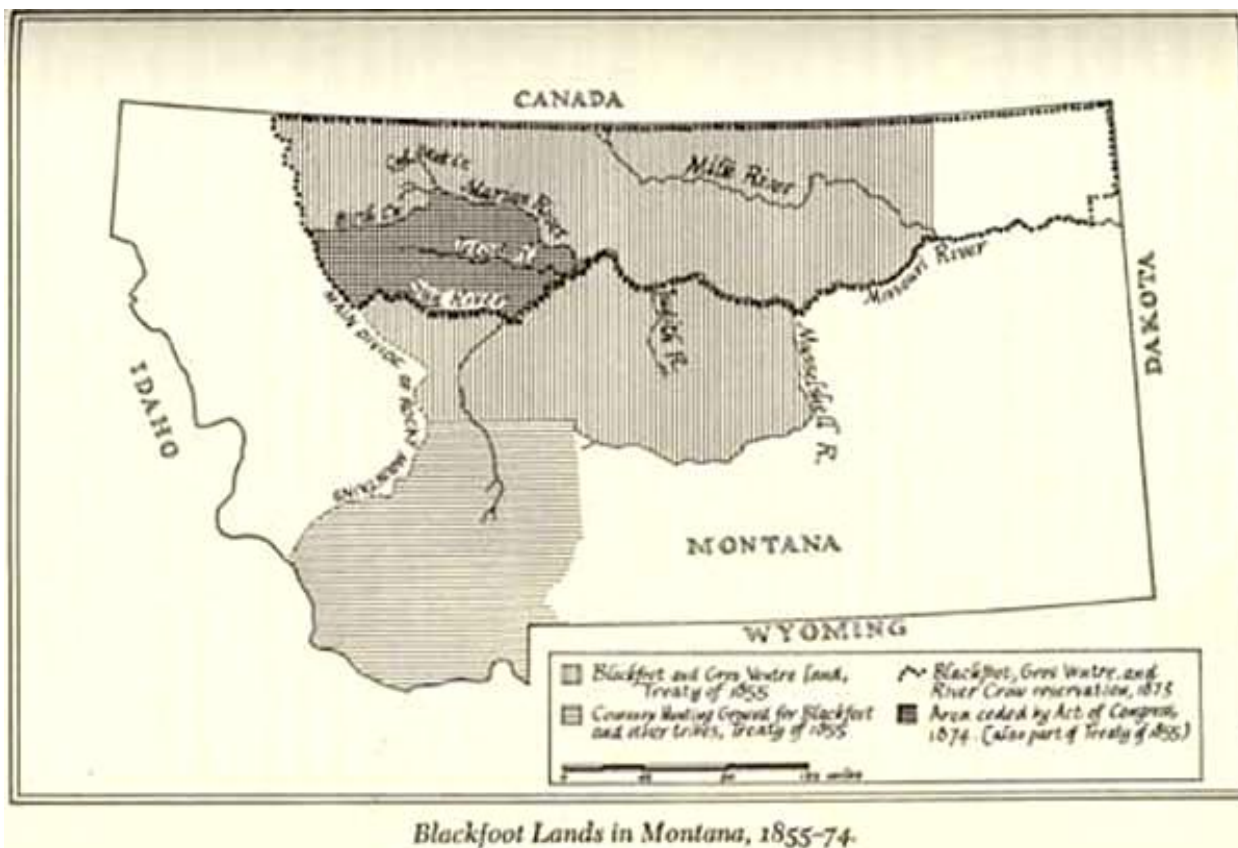 CANADA
Cut Bank Cr.
Milk River
Marias River
Birch Cr.
Teton R.
Sun River
Missouri River
Judith R.
Musselshell R.
MAIN DIVIDE OF ROCKY MOUNTAINS
IDAHO
DAKOTA
MONTANA
WYOMING
Blackfoot and Gros Ventre land,
Treaty of 1855
Common Hunting Ground for Blackfoot
and other tribes, Treaty of 1855
Blackfoot, Gros Ventre, and
River Crow reservation, 1873
Area ceded by Act of Congress,
1874. (also part of Treaty of 1855)
0
miles
Blackfoot Lands in Montana, 1855–74.